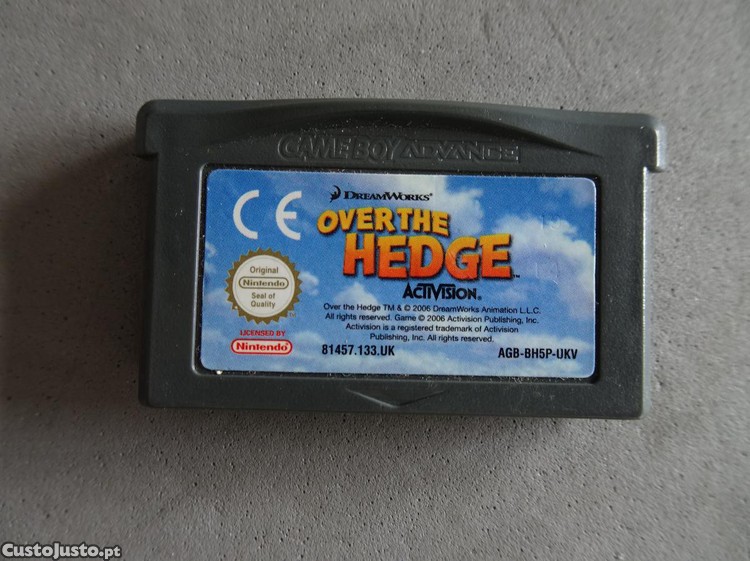 GAME BOY ADVANCE
CE
DREAMWORKS®
OVER THE
HEDGE™
ACTIVISION®
Original
Nintendo
Seal of
Quality
LICENSED BY
Nintendo®
Over the Hedge TM & © 2006 DreamWorks Animation L.L.C.
All rights reserved. Game © 2006 Activision Publishing, Inc.
Activision is a registered trademark of Activision
Publishing, Inc. All rights reserved.
81457.133.UK
AGB-BH5P-UKV
CustoJusto.pt